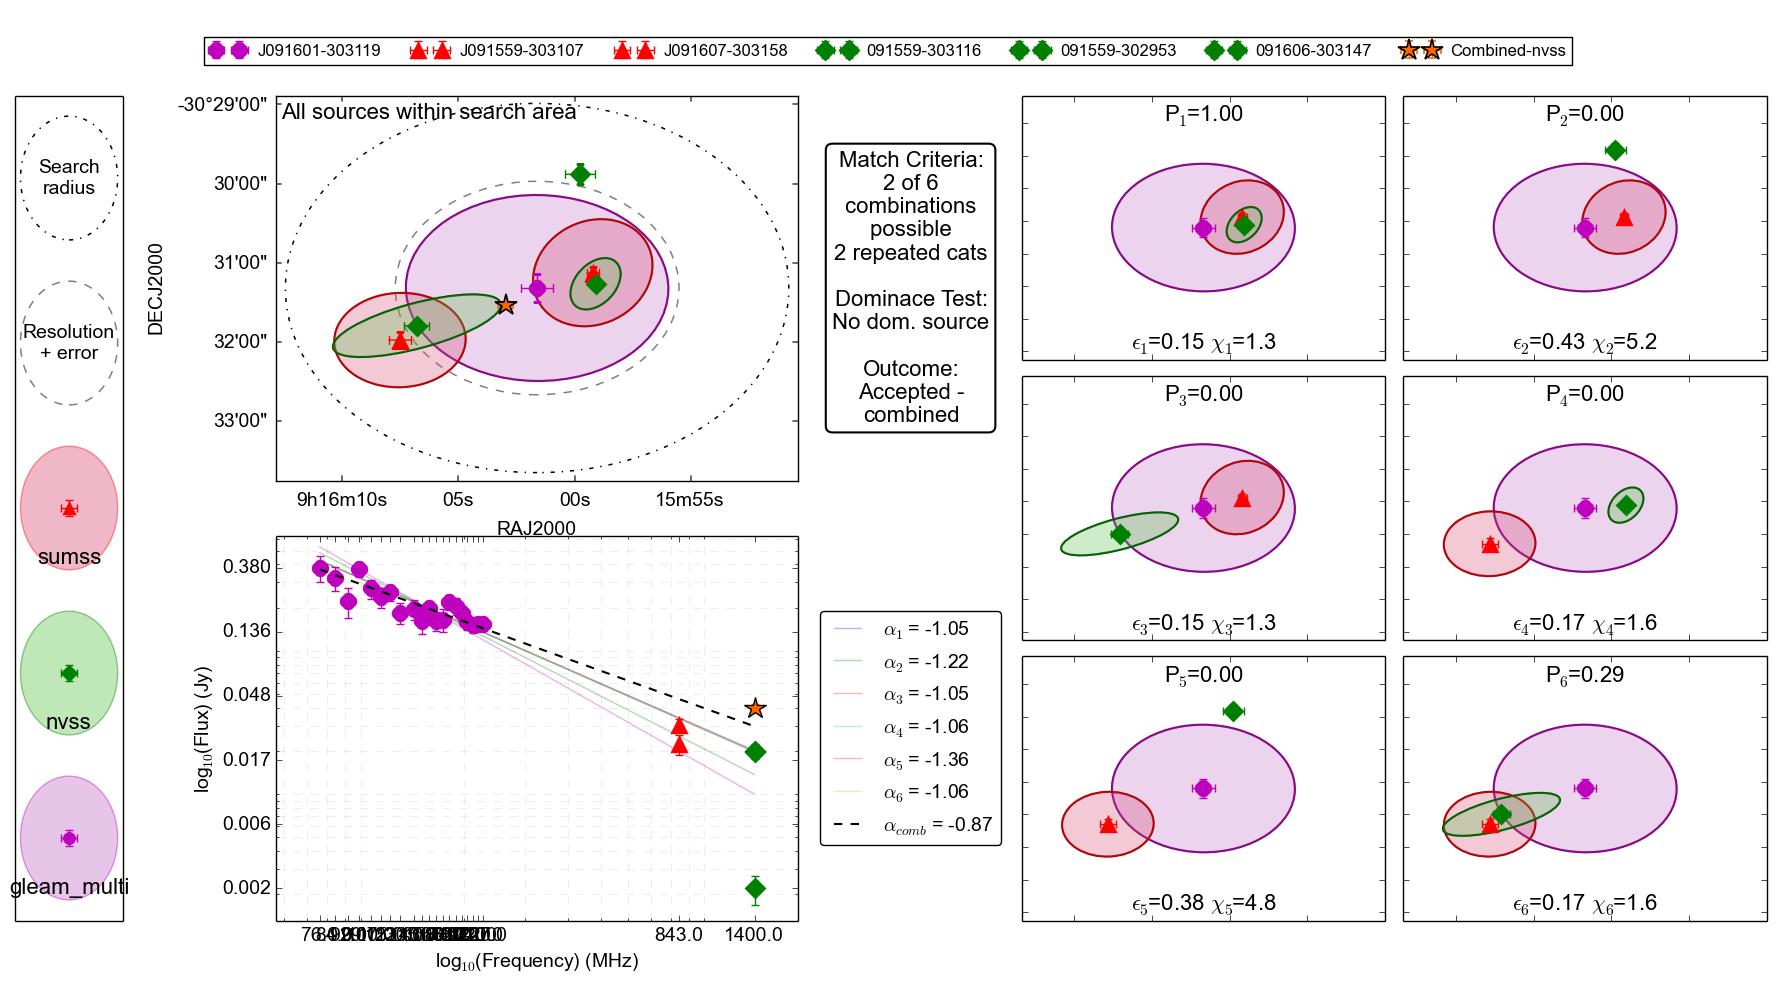 J091601-303119 J091559-303107 J091607-303158 091559-303116 091559-302953 091606-303147 Combined-nvss
Search
radius
Resolution
+ error
sumss
nvss
gleam_multi
All sources within search area
DECJ2000
-30°29'00"
30'00"
31'00"
32'00"
33'00"
9h16m10s 05s 00s 15m55s
RAJ2000
log10(Flux) (Jy)
0.380
0.136
0.048
0.017
0.006
0.002
843.0 1400.0
log10(Frequency) (MHz)
Match Criteria:
2 of 6
combinations
possible
2 repeated cats
Dominace Test:
No dom. source
Outcome:
Accepted -
combined
α1 = -1.05
α2 = -1.22
α3 = -1.05
α4 = -1.06
α5 = -1.36
α6 = -1.06
αcomb = -0.87
P1=1.00
ϵ1=0.15 χ1=1.3
P2=0.00
ϵ2=0.43 χ2=5.2
P3=0.00
ϵ3=0.15 χ3=1.3
P4=0.00
ϵ4=0.17 χ4=1.6
P5=0.00
ϵ5=0.38 χ5=4.8
P6=0.29
ϵ6=0.17 χ6=1.6